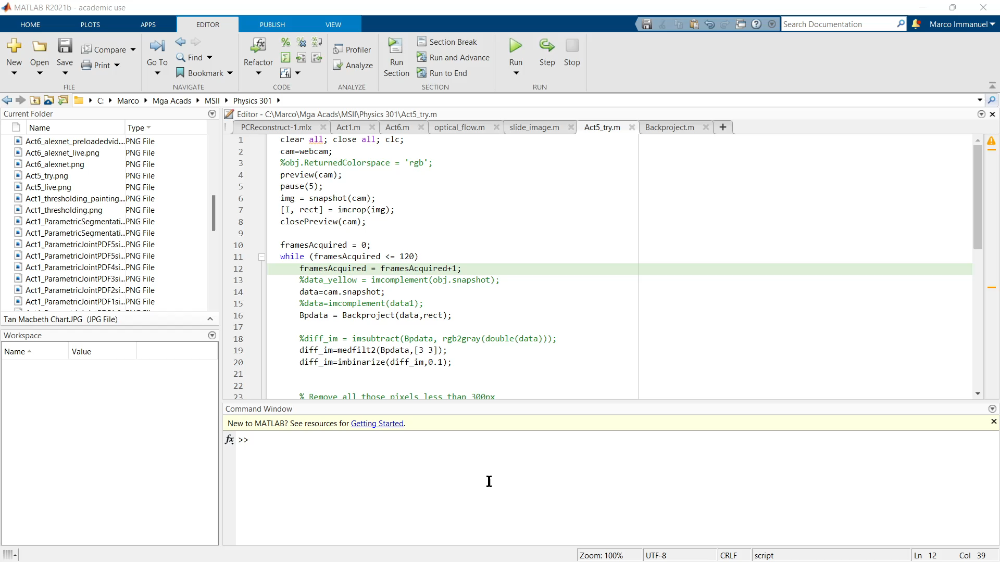 MATLAB R2021b - academic use
HOME PLOTS APPS EDITOR PUBLISH VIEW
Search Documentation
Marco Immanuel
New
Open
Save
Compare
Print
FILE
Go To
Find
Bookmark
NAVIGATE
Refactor
CODE
Profiler
Analyze
ANALYZE
Run
Section
Section Break
Run and Advance
Run to End
SECTION
Run
Step
Stop
RUN
C: Marco Mga Acads MSII Physics 301
Current Folder
Name Type
Act6_alexnet_preloadedvid.... PNG File
Act6_alexnet_live.png PNG File
Act6_alexnet.png PNG File
Act5_try.png PNG File
Act5_live.png PNG File
Act1_thresholding_painting.... PNG File
Act1_thresholding.png PNG File
Act1_ParametricSegmentati... PNG File
Act1_ParametricSegmentati... PNG File
Act1_ParametricJointPDF5si... PNG File
Act1_ParametricJointPDF5si... PNG File
Act1_ParametricJointPDF4si... PNG File
Act1_ParametricJointPDF3si... PNG File
Act1_ParametricJointPDF2si... PNG File
Act1_ParametricJointPDF1si... PNG File
Tan Macbeth Chart.JPG (JPG File)
Workspace
Name Value
Editor - C:\Marco\Mga Acads\MSII\Physics 301\Act5_try.m
PCReconstruct-1.mlx Act1.m Act6.m optical_flow.m slide_image.m Act5_try.m Backproject.m
1 clear all; close all; clc;
2 cam=webcam;
3 %obj.ReturnedColorspace = 'rgb';
4 preview(cam);
5 pause(5);
6 img = snapshot(cam);
7 [I, rect] = imcrop(img);
8 closePreview(cam);
9
10 framesAcquired = 0;
11 while (framesAcquired <= 120)
12 framesAcquired = framesAcquired+1;
13 %data_yellow = imcomplement(obj.snapshot);
14 data=cam.snapshot;
15 %data=imcomplement(data1);
16 Bpdata = Backproject(data,rect);
17
18 %diff_im = imsubtract(Bpdata, rgb2gray(double(data)));
19 diff_im=medfilt2(Bpdata,[3 3]);
20 diff_im=imbinarize(diff_im,0.1);
21
22
23 % Remove all those pixels less than 300px
Command Window
New to MATLAB? See resources for Getting Started.
fx >>
Zoom: 100% UTF-8 CRLF script Ln 12 Col 39